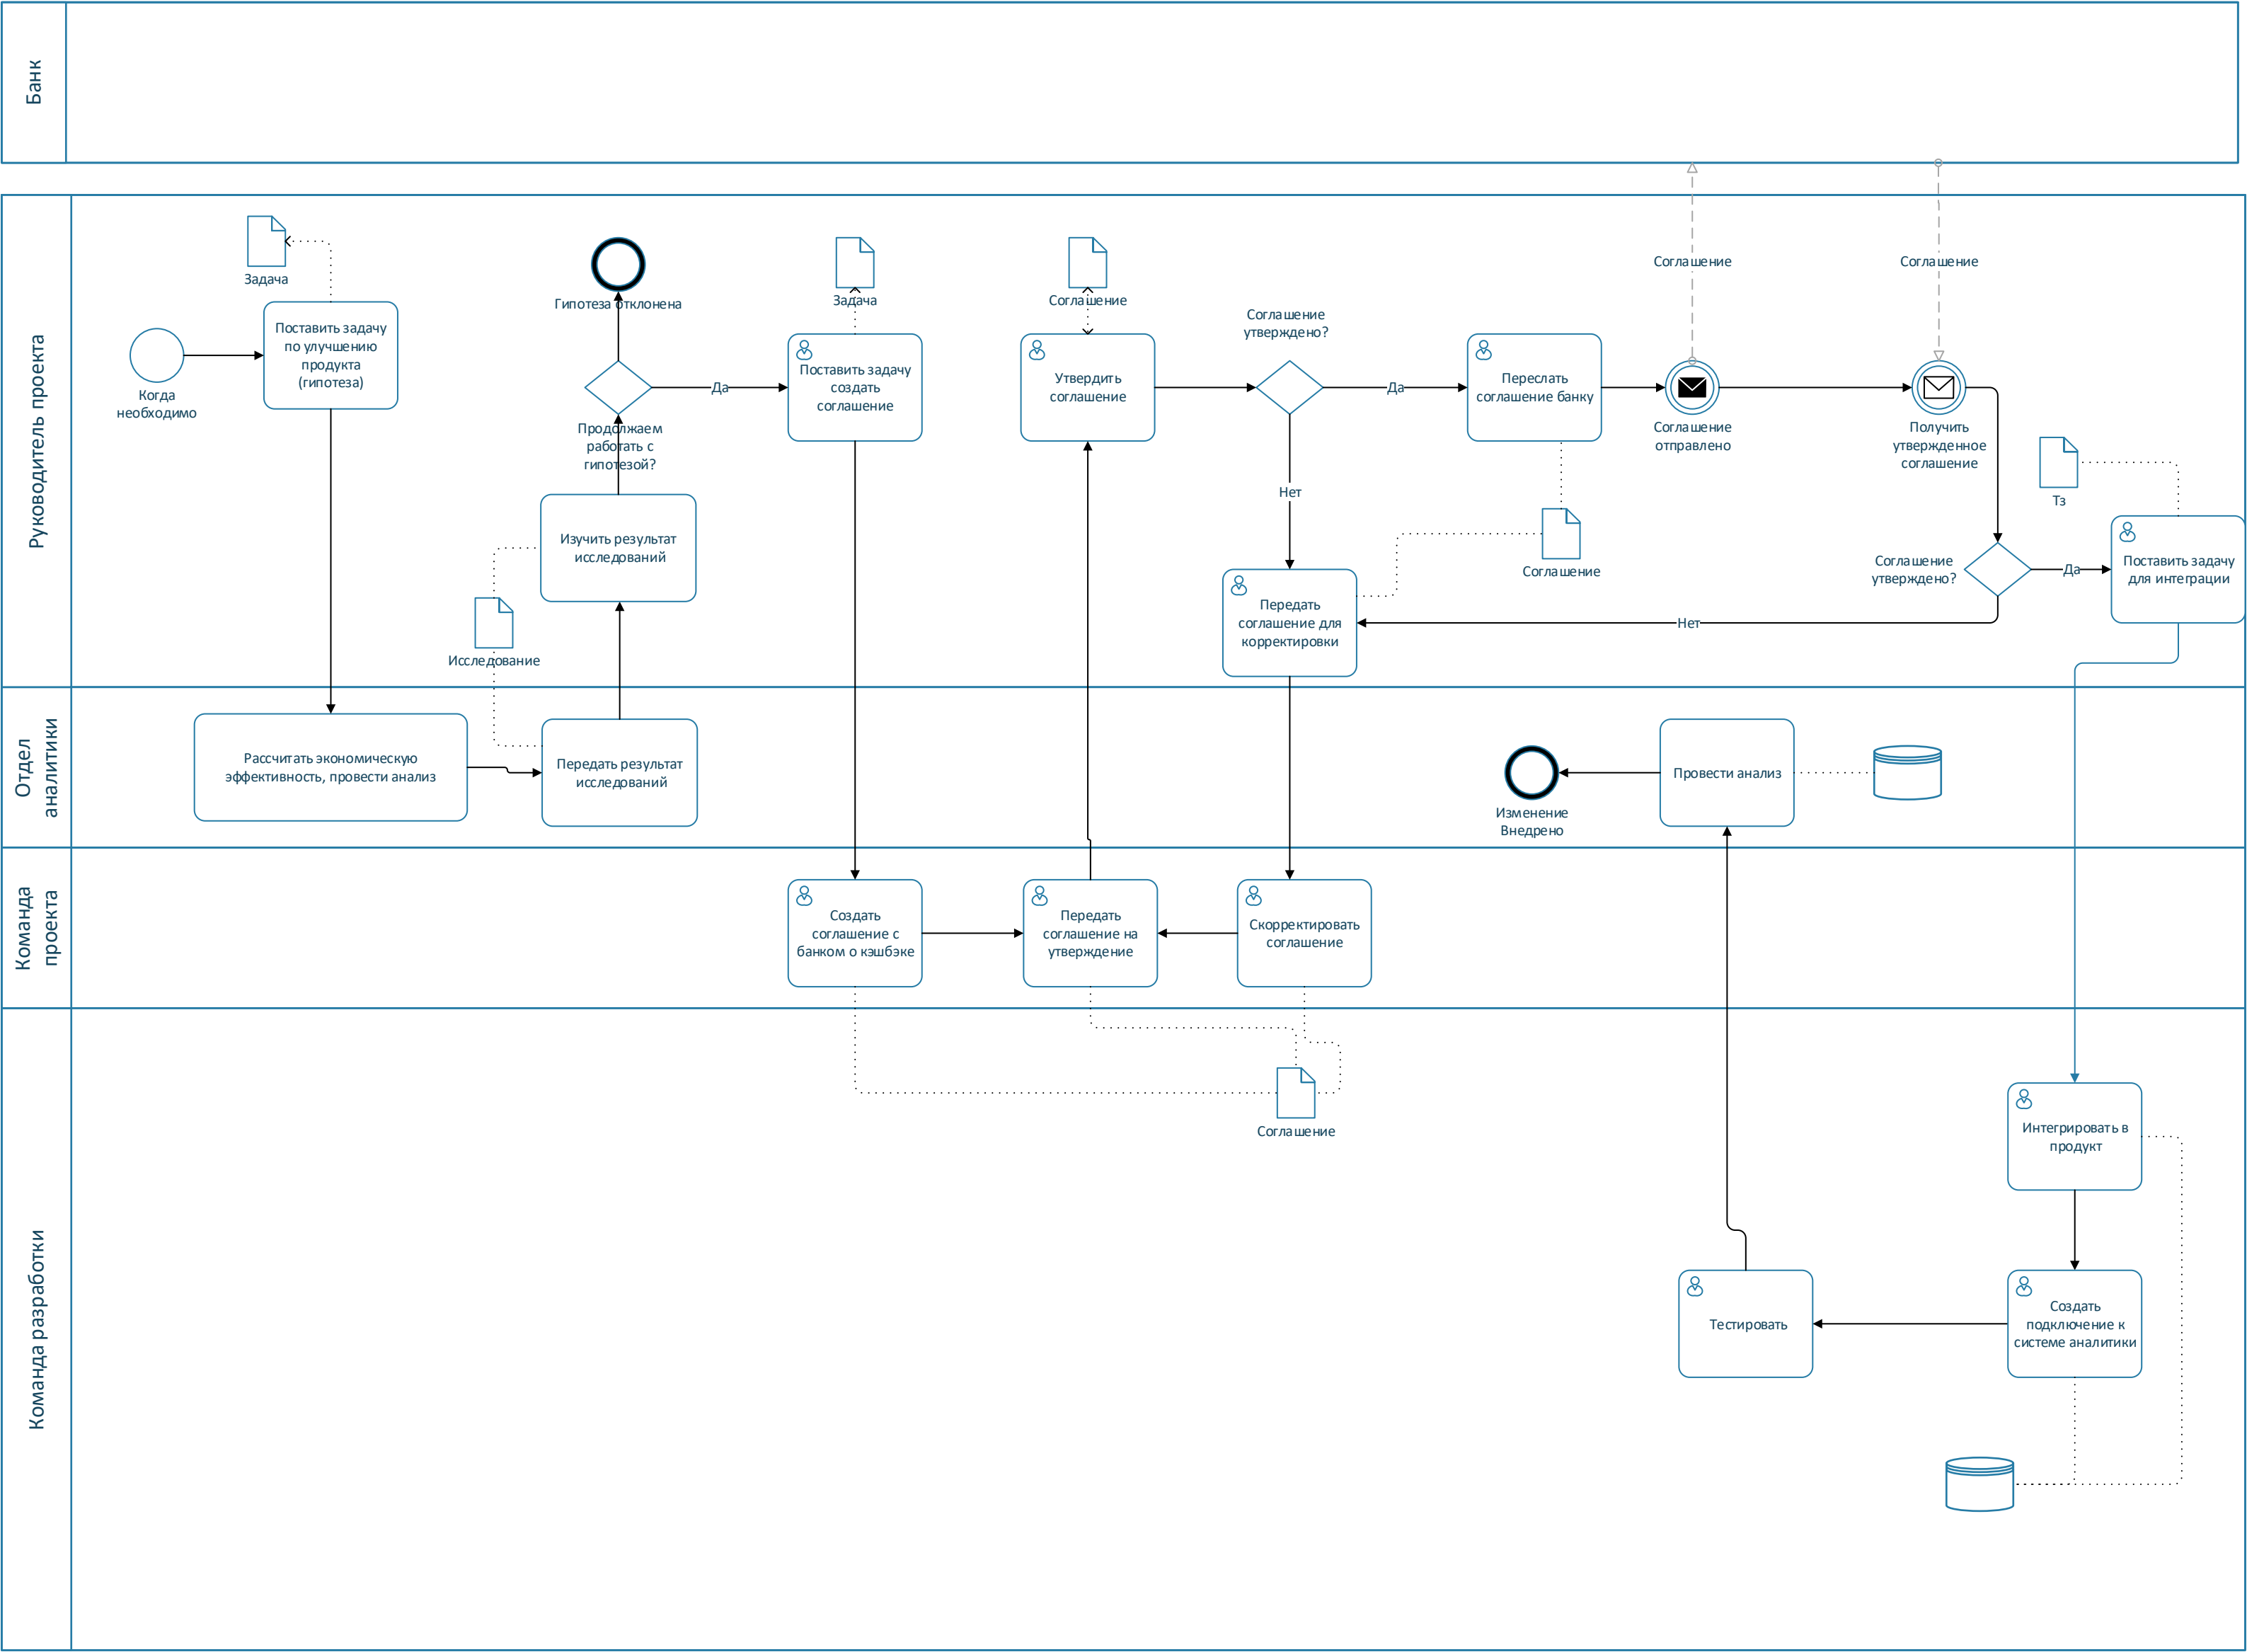 Банк
Руководитель проекта
Задача
Когда
необходимо
Поставить задачу
по улучшению
продукта
(гипотеза)
Гипотеза отклонена
Да
Продолжаем
работать с
гипотезой?
Изучить результат
исследований
Исследование
Задача
Поставить задачу
создать
соглашение
Соглашение
Утвердить
соглашение
Соглашение
утверждено?
Да
Нет
Переслать
соглашение банку
Соглашение
Передать
соглашение для
корректировки
Соглашение
Соглашение
отправлено
Соглашение
Получить
утвержденное
соглашение
Тз
Соглашение
утверждено?
Да
Нет
Поставить задачу
для интеграции
Отдел
аналитики
Рассчитать экономическую
эффективность, провести анализ
Передать результат
исследований
Изменение
Внедрено
Провести анализ
Команда
проекта
Создать
соглашение с
банком о кэшбэке
Передать
соглашение на
утверждение
Скорректировать
соглашение
Команда разработки
Соглашение
Интегрировать в
продукт
Тестировать
Создать
подключение к
системе аналитики